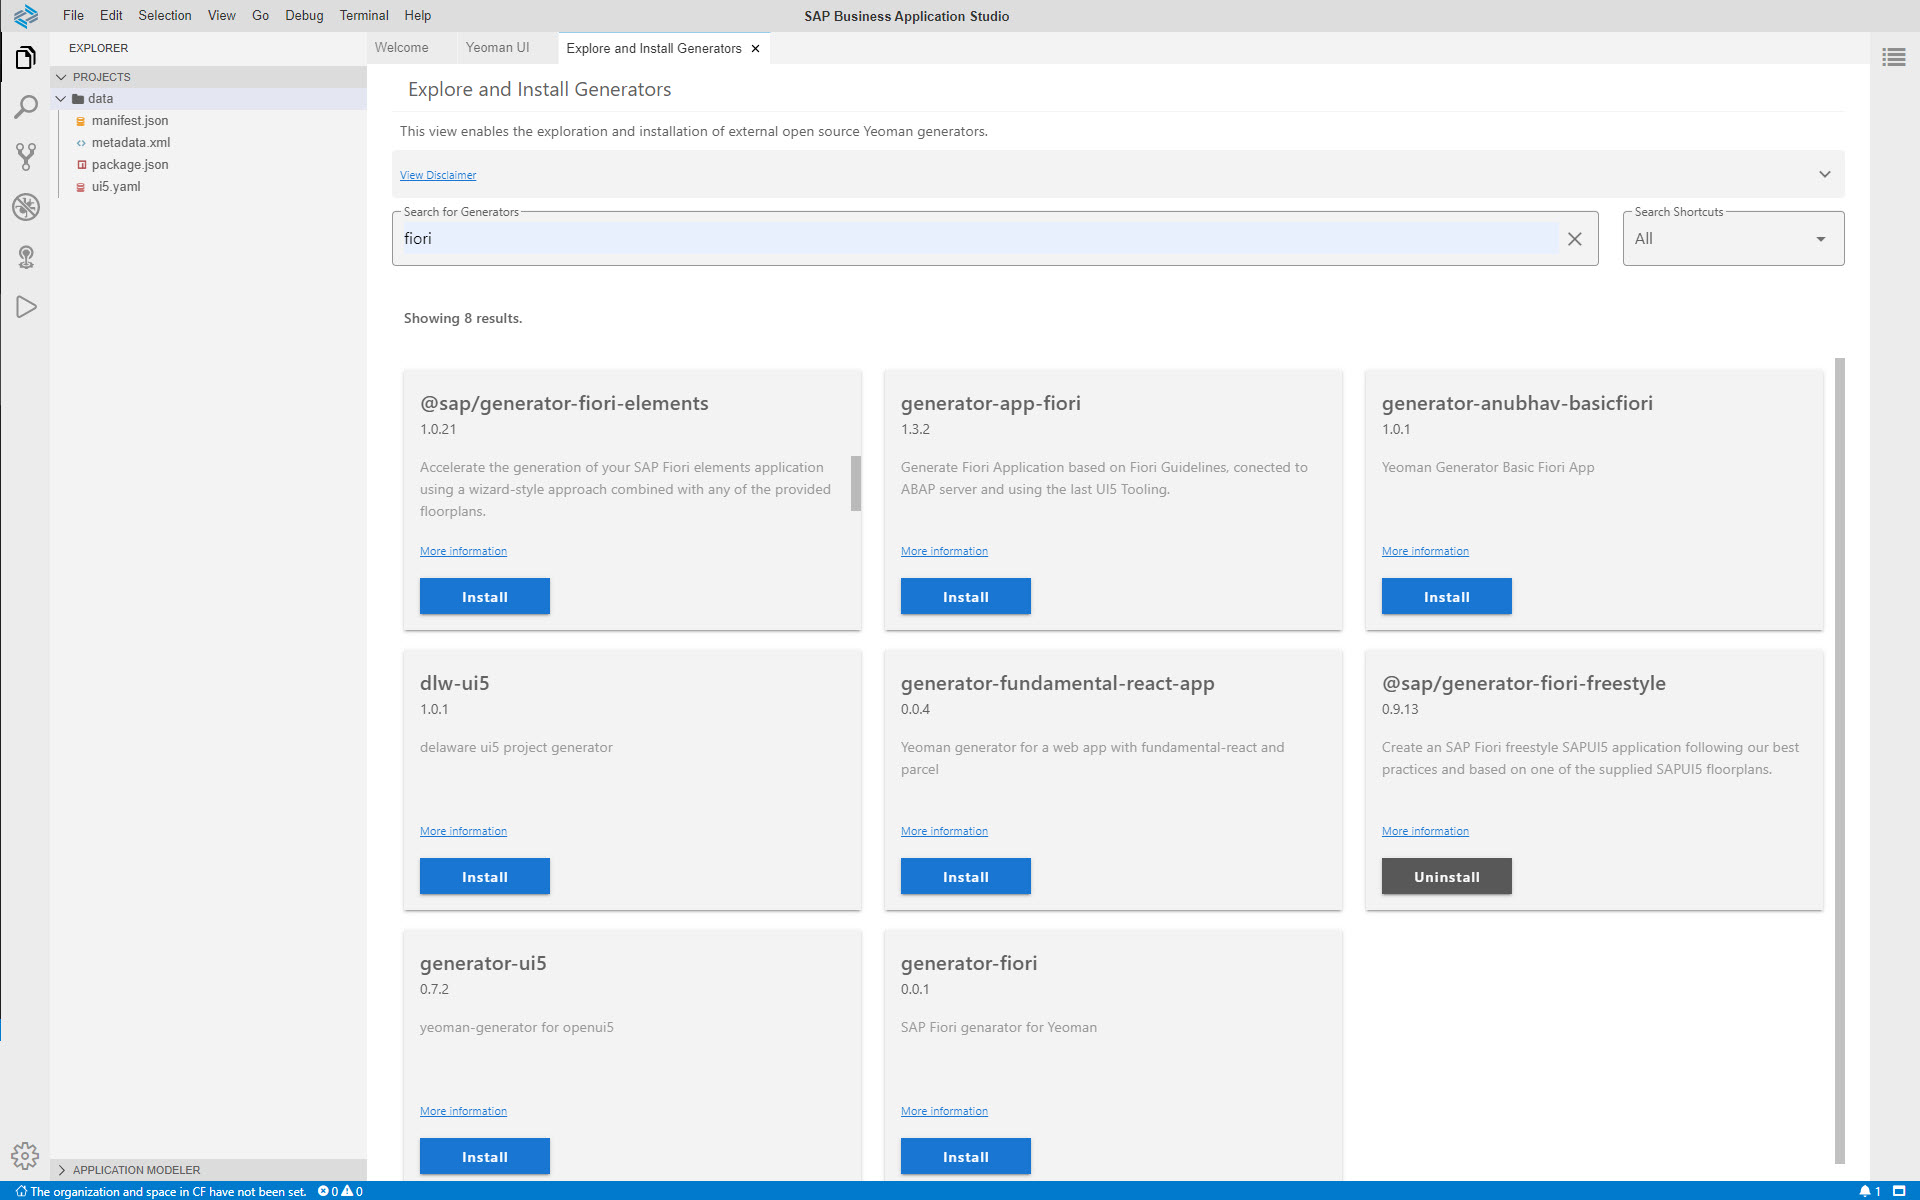 File Edit Selection View Go Debug Terminal Help
SAP Business Application Studio
EXPLORER
PROJECTS
data
manifest.json
metadata.xml
package.json
ui5.yaml
APPLICATION MODELER
Welcome
Yeoman UI
Explore and Install Generators
Explore and Install Generators
This view enables the exploration and installation of external open source Yeoman generators.
View Disclaimer
Search for Generators
fiori
Search Shortcuts
All
Showing 8 results.
@sap/generator-fiori-elements
1.0.21
Accelerate the generation of your SAP Fiori elements application
using a wizard-style approach combined with any of the provided
floorplans.
More information
Install
generator-app-fiori
1.3.2
Generate Fiori Application based on Fiori Guidelines, conected to
ABAP server and using the last UI5 Tooling.
More information
Install
generator-anubhav-basicfiori
1.0.1
Yeoman Generator Basic Fiori App
More information
Install
dlw-ui5
1.0.1
delaware ui5 project generator
More information
Install
generator-fundamental-react-app
0.0.4
Yeoman generator for a web app with fundamental-react and
parcel
More information
Install
@sap/generator-fiori-freestyle
0.9.13
Create an SAP Fiori freestyle SAPUI5 application following our best
practices and based on one of the supplied SAPUI5 floorplans.
More information
Uninstall
generator-ui5
0.7.2
yeoman-generator for openui5
More information
Install
generator-fiori
0.0.1
SAP Fiori genarator for Yeoman
More information
Install
The organization and space in CF have not been set. 0 0
1